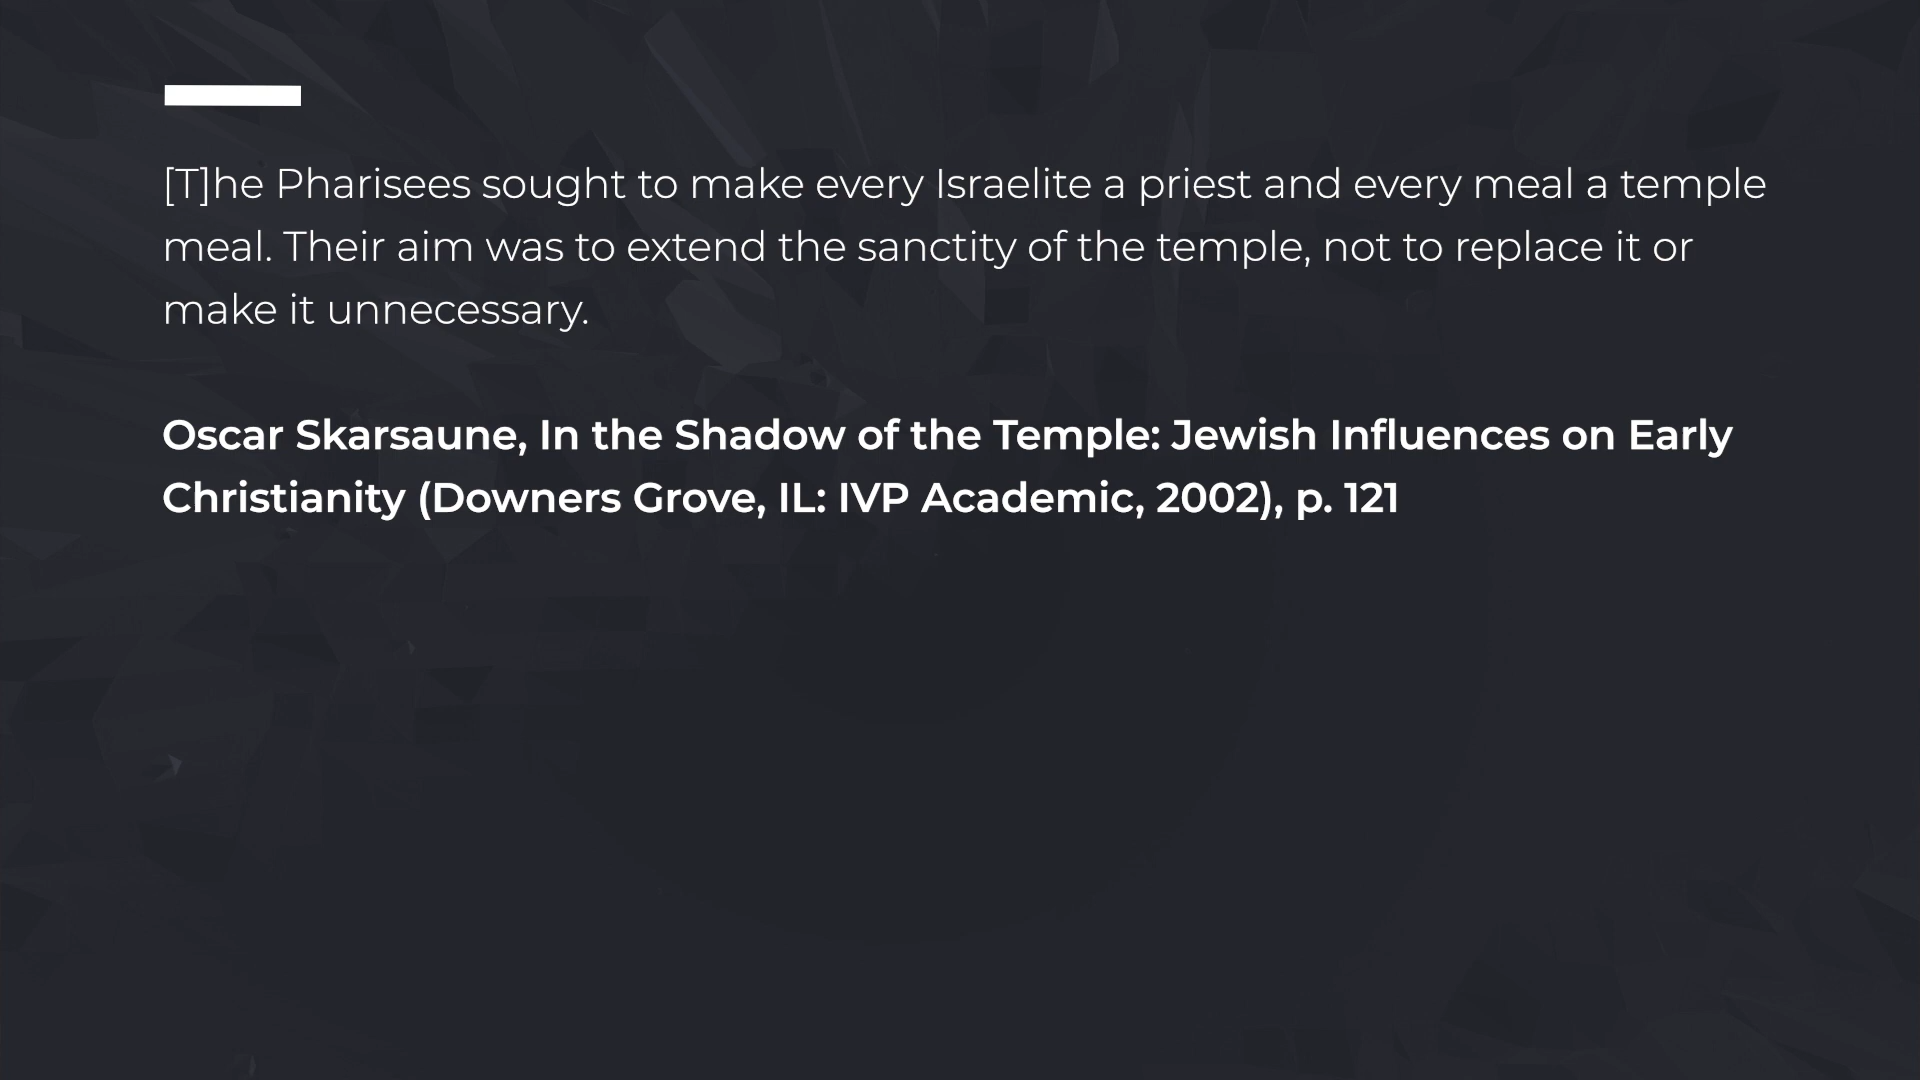 [T]he Pharisees sought to make every Israelite a priest and every meal a temple
meal. Their aim was to extend the sanctity of the temple, not to replace it or
make it unnecessary.
Oscar Skarsaune, In the Shadow of the Temple: Jewish Influences on Early
Christianity (Downers Grove, IL: IVP Academic, 2002), p. 121